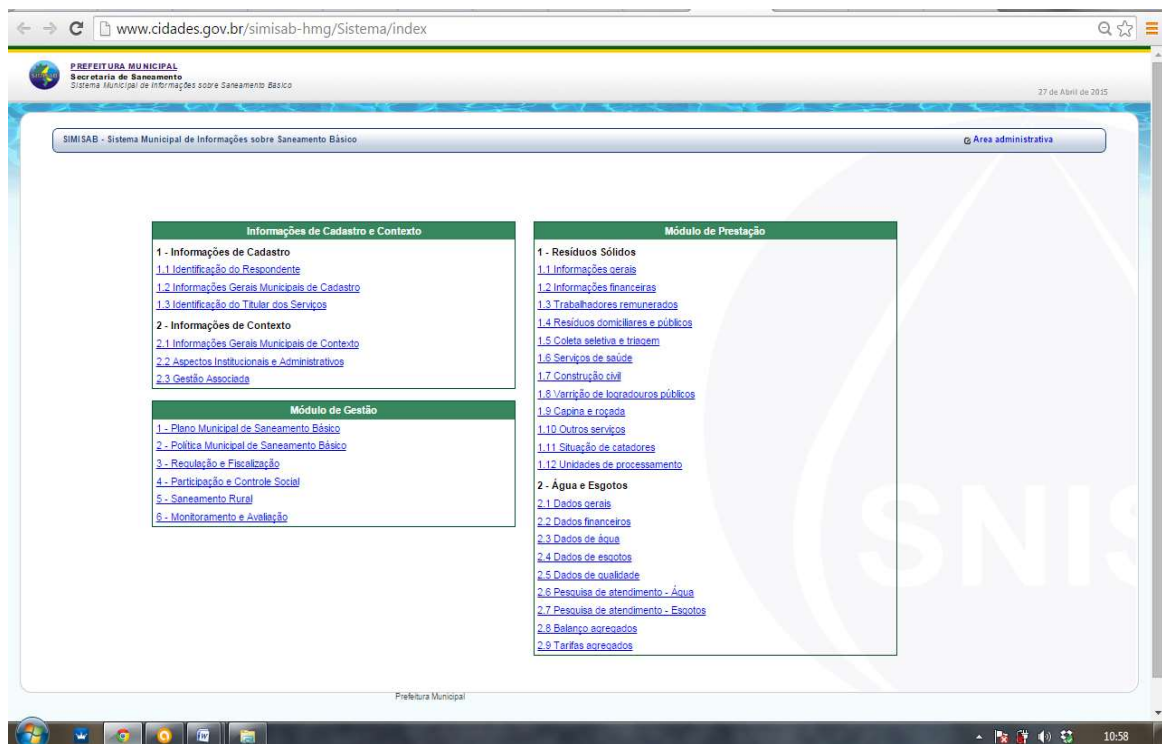 www.cidades.gov.br/simisab-hmg/Sistema/index
PREFEITURA MUNICIPAL
Secretaria de Saneamento
Sistema Municipal de Informações sobre Saneamento Básico
27 de Abril de 2015
SIMISAB - Sistema Municipal de Informações sobre Saneamento Básico
Area administrativa
Informações de Cadastro e Contexto
1 - Informações de Cadastro
1.1 Identificação do Respondente
1.2 Informações Gerais Municipais de Cadastro
1.3 Identificação do Titular dos Serviços
2 - Informações de Contexto
2.1 Informações Gerais Municipais de Contexto
2.2 Aspectos Institucionais e Administrativos
2.3 Gestão Associada
Módulo de Gestão
1 - Plano Municipal de Saneamento Básico
2 - Política Municipal de Saneamento Básico
3 - Regulação e Fiscalização
4 - Participação e Controle Social
5 - Saneamento Rural
6 - Monitoramento e Avaliação
Módulo de Prestação
1 - Resíduos Sólidos
1.1 Informações gerais
1.2 Informações financeiras
1.3 Trabalhadores remunerados
1.4 Resíduos domiciliares e públicos
1.5 Coleta seletiva e triagem
1.6 Serviços de saúde
1.7 Construção civil
1.8 Varrição de logradouros públicos
1.9 Capina e roçada
1.10 Outros serviços
1.11 Situação de catadores
1.12 Unidades de processamento
2 - Água e Esgotos
2.1 Dados gerais
2.2 Dados financeiros
2.3 Dados de água
2.4 Dados de esgotos
2.5 Dados de qualidade
2.6 Pesquisa de atendimento - Água
2.7 Pesquisa de atendimento - Esgotos
2.8 Balanço agregados
2.9 Tarifas agregados
SNIS
Prefeitura Municipal
10:58